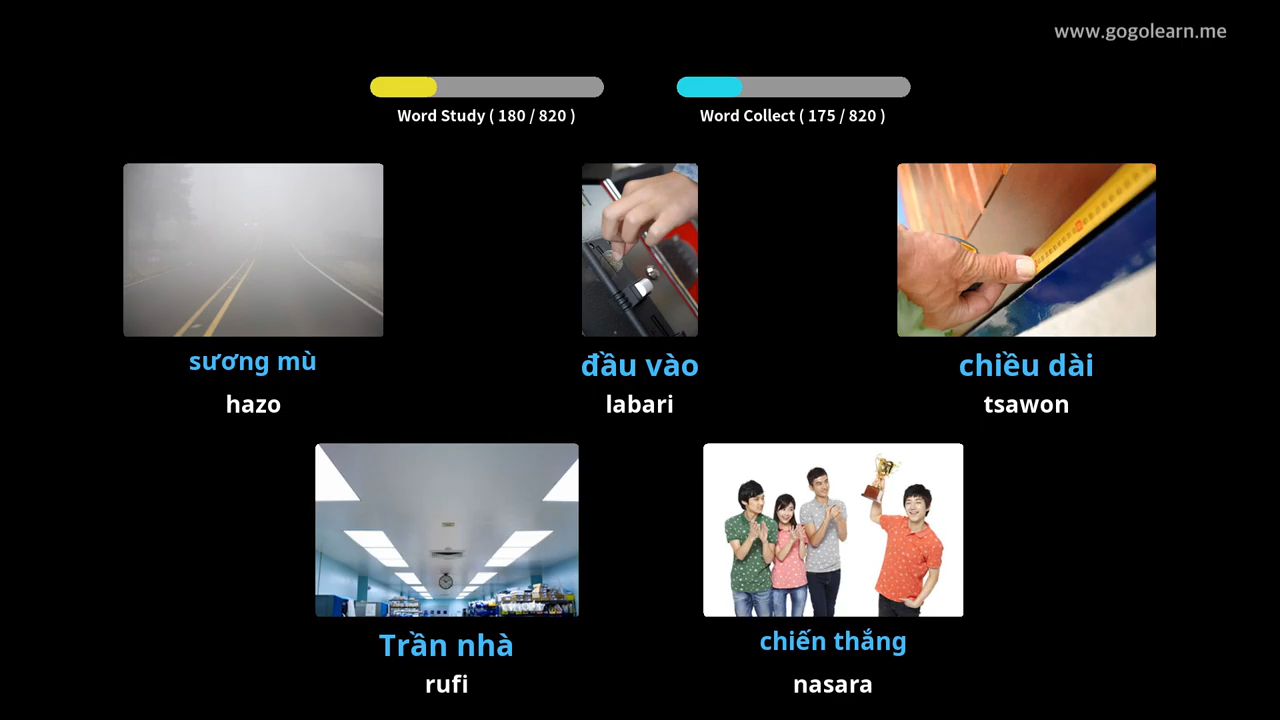 www.gogolearn.me
Word Study ( 180 / 820 )
Word Collect ( 175 / 820 )
sương mù
hazo
đầu vào
labari
chiều dài
tsawon
Trần nhà
rufi
chiến thắng
nasara